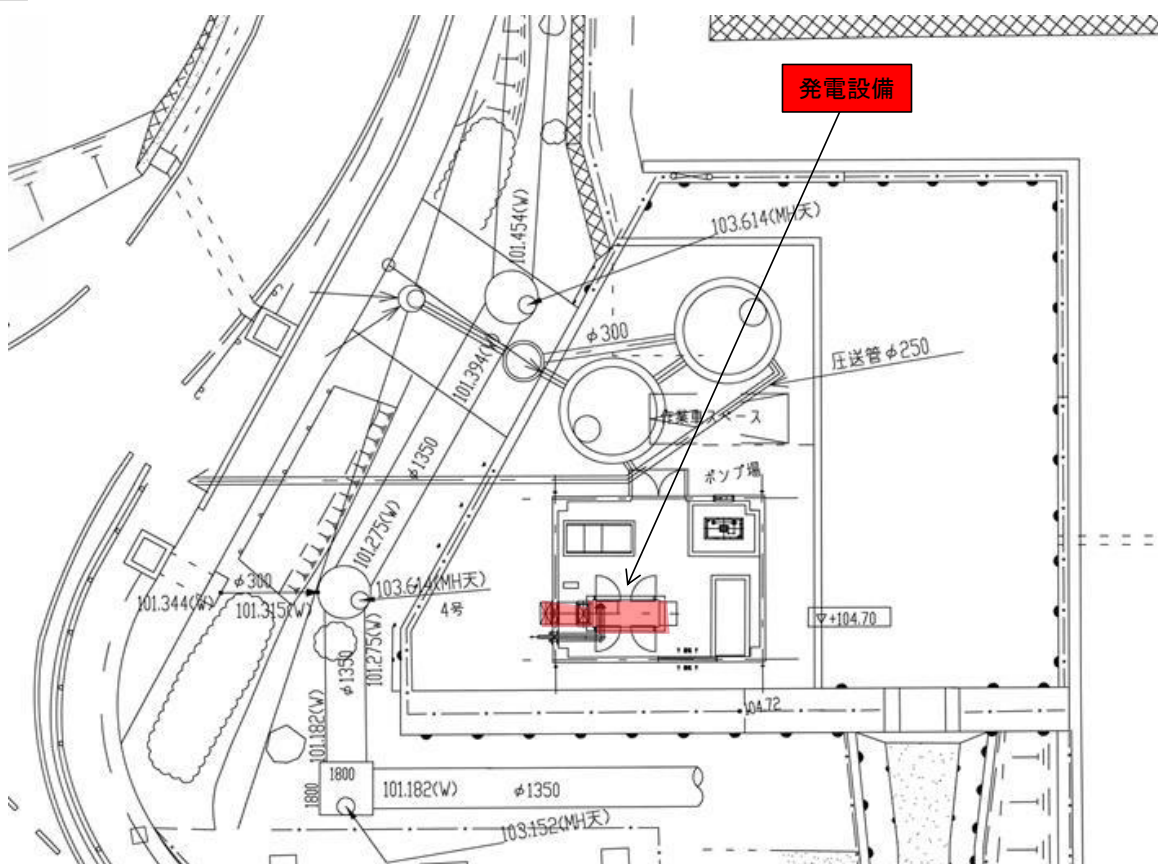 発電設備
103.614(MH天)
101.454(W)
φ300
101.394(W)
圧送管φ250
作業車スペース
φ1350
ポンプ場
101.275(W)
φ300
103.614(MH天)
101.344(W)
101.315(W)
4号
▽+104.70
φ1350
101.275(W)
101.182(W)
104.72
1800
1800
101.182(W)
φ1350
103.152(MH天)